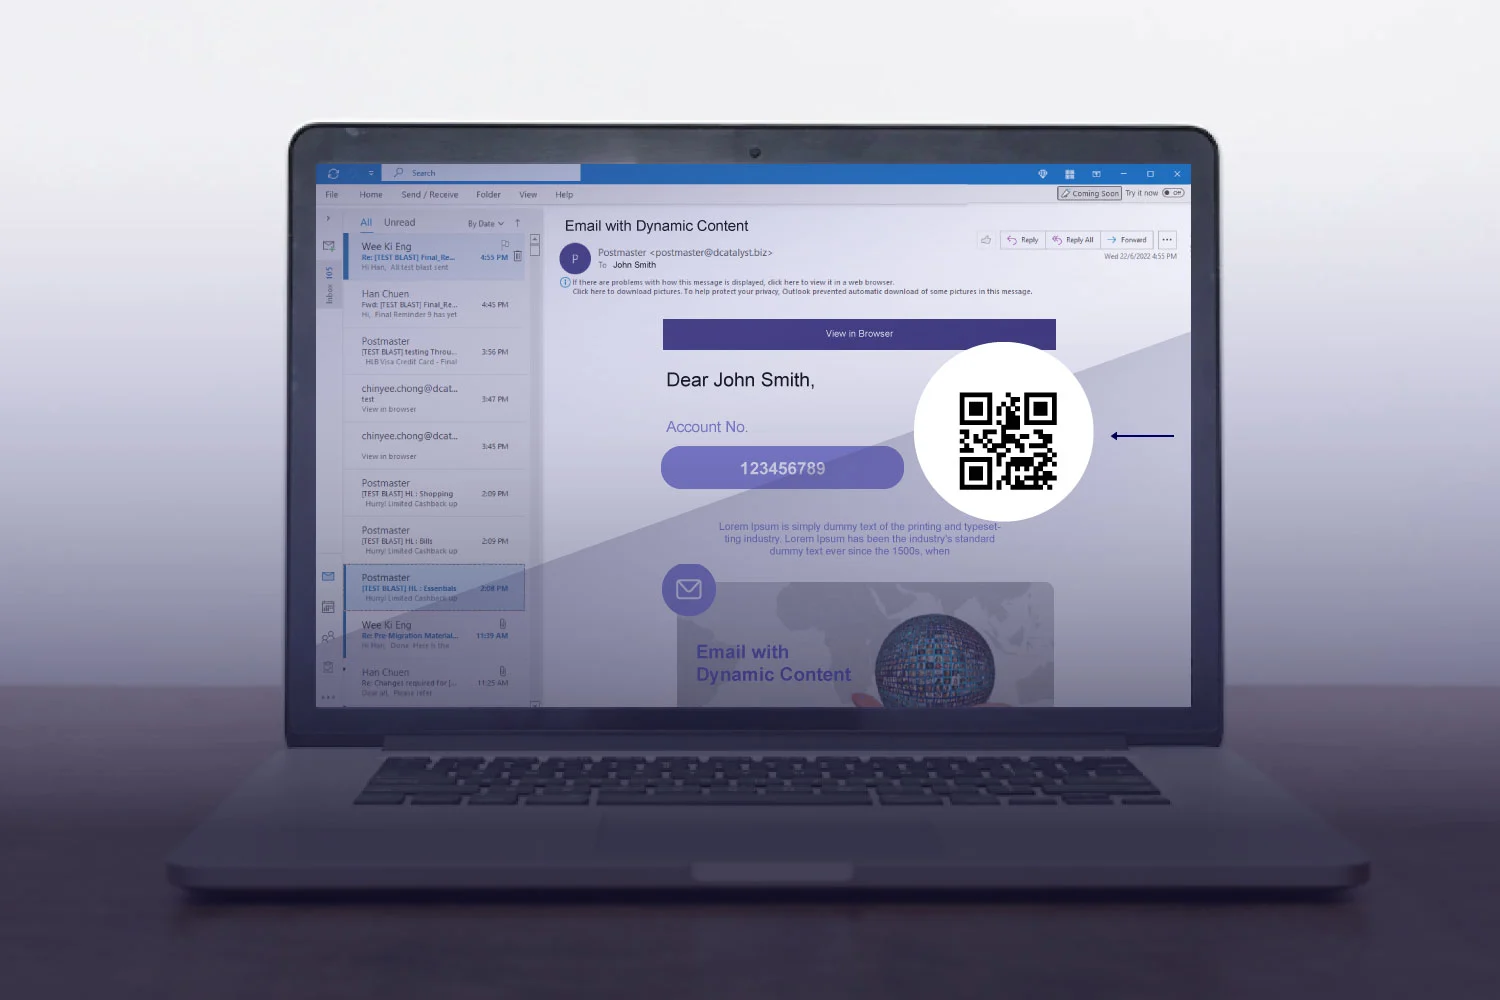 Search
File Home Send / Receive Folder View Help
Coming Soon Try it now Off
All Unread By Date
Inbox 105
Wee Ki Eng
Re: [TEST BLAST] Final_Re... 4:55 PM
Hi Han, All test blast sent
Han Chuen
Fwd: [TEST BLAST] Final_Re... 4:45 PM
Hi, Final Reminder 9 has yet
Postmaster
[TEST BLAST] testing Throu... 3:56 PM
HLB Visa Credit Card - Final
chinyee.chong@dcat...
test 3:47 PM
View in browser
chinyee.chong@dcat...
3:45 PM
View in browser
Postmaster
[TEST BLAST] HL : Shopping 2:09 PM
Hurry! Limited Cashback up
Postmaster
[TEST BLAST] HL : Bills 2:09 PM
Hurry! Limited Cashback up
Postmaster
[TEST BLAST] HL : Essentials 2:08 PM
Hurry! Limited Cashback up
Wee Ki Eng
Re: Pre-Migration Material... 11:39 AM
Hi Han, Done. Here is the
Han Chuen
Re: Changes required for [... 11:25 AM
Dear all, Please refer
Email with Dynamic Content
P
Postmaster <postmaster@dcatalyst.biz>
To John Smith
Reply Reply All Forward
Wed 22/6/2022 4:55 PM
If there are problems with how this message is displayed, click here to view it in a web browser.
Click here to download pictures. To help protect your privacy, Outlook prevented automatic download of some pictures in this message.
View in Browser
Dear John Smith,
Account No.
123456789
Lorem Ipsum is simply dummy text of the printing and typeset-
ting industry. Lorem Ipsum has been the industry's standard
dummy text ever since the 1500s, when
Email with
Dynamic Content